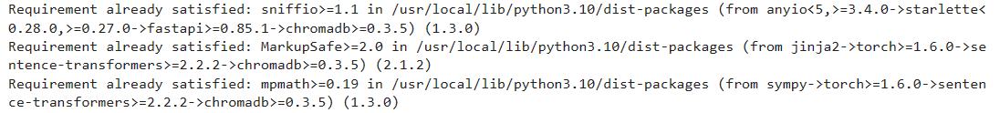 Requirement already satisfied: sniffio>=1.1 in /usr/local/lib/python3.10/dist-packages (from anyio<5,>=3.4.0->starlette<
0.28.0,>=0.27.0->fastapi>=0.85.1->chromadb>=0.3.5) (1.3.0)
Requirement already satisfied: MarkupSafe>=2.0 in /usr/local/lib/python3.10/dist-packages (from jinja2->torch>=1.6.0->se
ntence-transformers>=2.2.2->chromadb>=0.3.5) (2.1.2)
Requirement already satisfied: mpmath>=0.19 in /usr/local/lib/python3.10/dist-packages (from sympy->torch>=1.6.0->senten
ce-transformers>=2.2.2->chromadb>=0.3.5) (1.3.0)